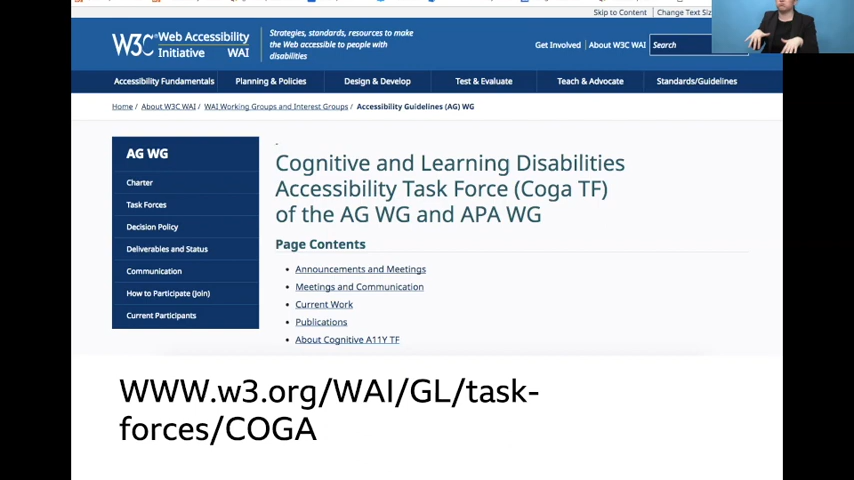 Skip to Content | Change Text Siz
W3C Web Accessibility Initiative WAI
Strategies, standards, resources to make
the Web accessible to people with
disabilities
Get Involved | About W3C WAI
Search
Accessibility Fundamentals Planning & Policies Design & Develop Test & Evaluate Teach & Advocate Standards/Guidelines
Home / About W3C WAI / WAI Working Groups and Interest Groups / Accessibility Guidelines (AG) WG
AG WG
Charter
Task Forces
Decision Policy
Deliverables and Status
Communication
How to Participate (Join)
Current Participants
Cognitive and Learning Disabilities
Accessibility Task Force (Coga TF)
of the AG WG and APA WG
Page Contents
• Announcements and Meetings
• Meetings and Communication
• Current Work
• Publications
• About Cognitive A11Y TF
WWW.w3.org/WAI/GL/task-
forces/COGA